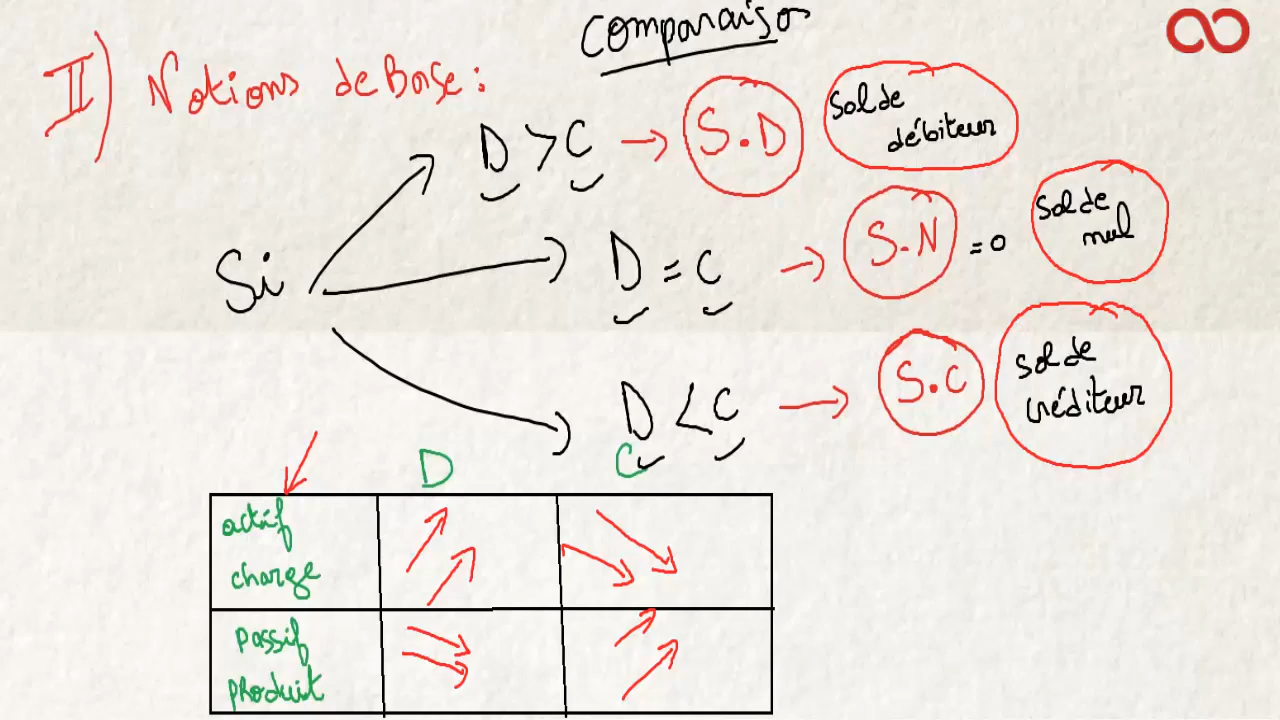 Comparaison
II) Notions de Base :
D > C → S.D solde débiteur
Si D = C → S.N = 0 solde nul
D < C → S.C solde créditeur
D C
actif ↗ ↗ ↘ ↘
charge
passif ↘ ↘ ↗ ↗
produit